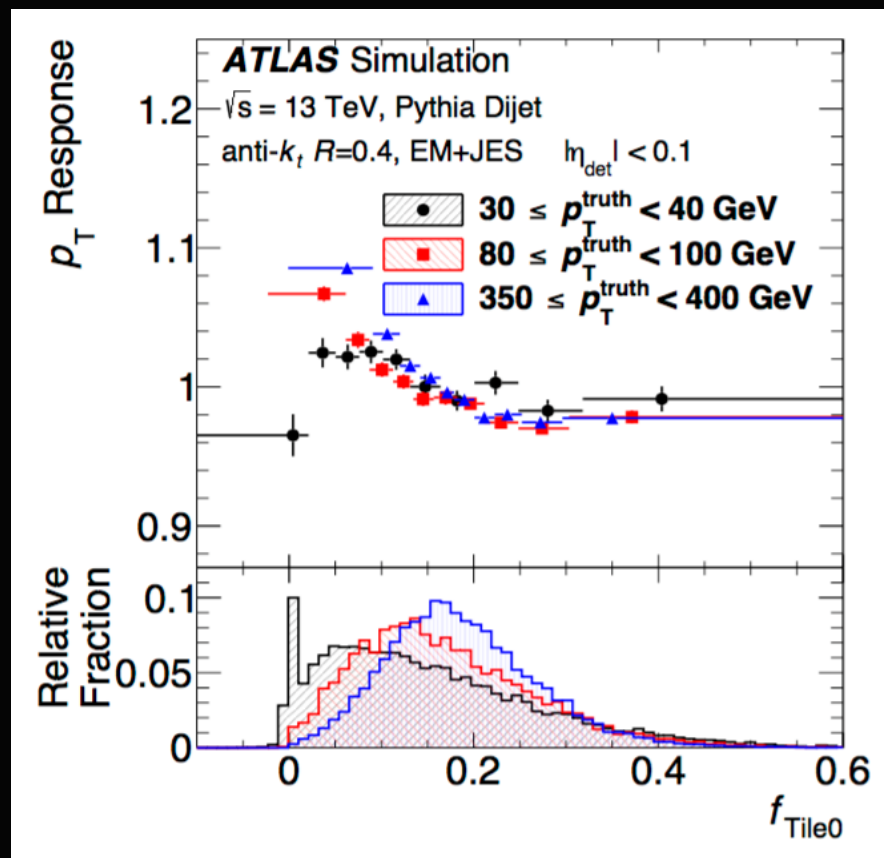 ATLAS Simulation
√s = 13 TeV, Pythia Dijet
anti-kt R=0.4, EM+JES |ηdet| < 0.1
30 ≤ pTtruth < 40 GeV
80 ≤ pTtruth < 100 GeV
350 ≤ pTtruth < 400 GeV
pT Response
1.2
1.1
1
0.9
Relative
Fraction
0.1
0.05
0
0 0.2 0.4 0.6
fTile0